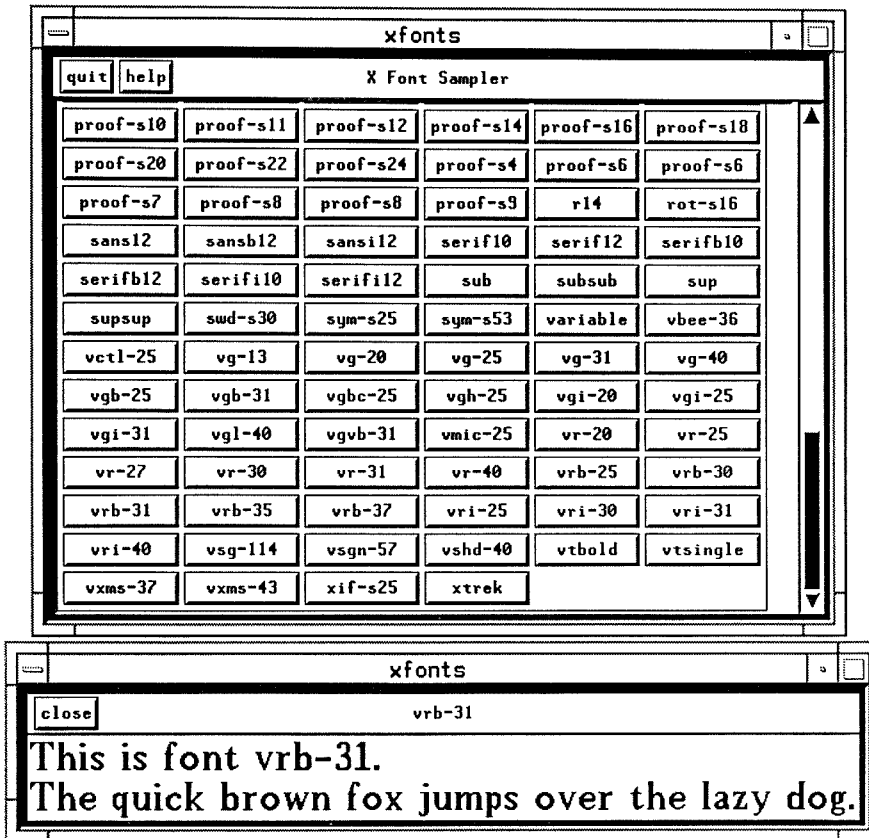 xfonts
quit help X Font Sampler
proof-s10 proof-s11 proof-s12 proof-s14 proof-s16 proof-s18
proof-s20 proof-s22 proof-s24 proof-s4 proof-s6 proof-s6
proof-s7 proof-s8 proof-s8 proof-s9 r14 rot-s16
sans12 sansb12 sansi12 serif10 serif12 serifb10
serifb12 serifi10 serifi12 sub subsub sup
supsup swd-s30 sym-s25 sym-s53 variable vbee-36
vctl-25 vg-13 vg-20 vg-25 vg-31 vg-40
vgb-25 vgb-31 vgbc-25 vgh-25 vgi-20 vgi-25
vgi-31 vgl-40 vgvb-31 vmic-25 vr-20 vr-25
vr-27 vr-30 vr-31 vr-40 vrb-25 vrb-30
vrb-31 vrb-35 vrb-37 vri-25 vri-30 vri-31
vri-40 vsg-114 vsgn-57 vshd-40 vtbold vtsingle
vxms-37 vxms-43 xif-s25 xtrek
xfonts
close vrb-31
This is font vrb-31.
The quick brown fox jumps over the lazy dog.